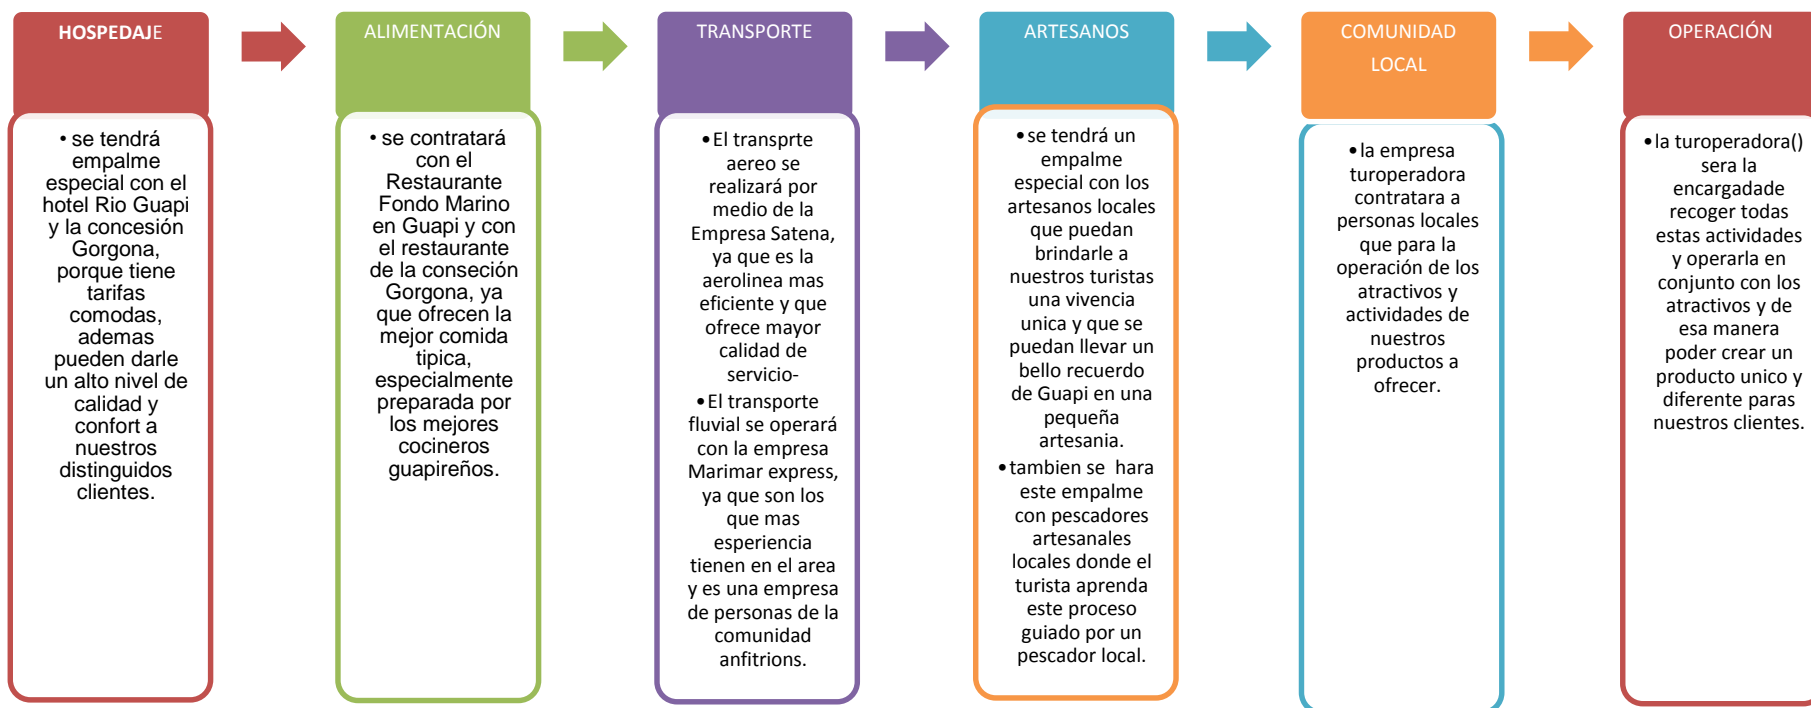 HOSPEDAJE
• se tendrá
empalme
especial con el
hotel Rio Guapi
y la concesión
Gorgona,
porque tiene
tarifas
comodas,
ademas
pueden darle
un alto nivel de
calidad y
confort a
nuestros
distinguidos
clientes.
ALIMENTACIÓN
• se contratará
con el
Restaurante
Fondo Marino
en Guapi y con
el restaurante
de la conseción
Gorgona, ya
que ofrecen la
mejor comida
tipica,
especialmente
preparada por
los mejores
cocineros
guapireños.
TRANSPORTE
•El transprte
aereo se
realizará por
medio de la
Empresa Satena,
ya que es la
aerolinea mas
eficiente y que
ofrece mayor
calidad de
servicio-
•El transporte
fluvial se operará
con la empresa
Marimar express,
ya que son los
que mas
esperiencia
tienen en el area
y es una empresa
de personas de la
comunidad
anfitrions.
ARTESANOS
•se tendrá un
empalme
especial con los
artesanos locales
que puedan
brindarle a
nuestros turistas
una vivencia
unica y que se
puedan llevar un
bello recuerdo
de Guapi en una
pequeña
artesania.
•tambien se hara
este empalme
con pescadores
artesanales
locales donde el
turista aprenda
este proceso
guiado por un
pescador local.
COMUNIDAD
LOCAL
•la empresa
turoperadora
contratara a
personas locales
que para la
operación de los
atractivos y
actividades de
nuestros
productos a
ofrecer.
OPERACIÓN
•la turoperadora()
sera la
encargadade
recoger todas
estas actividades
y operarla en
conjunto con los
atractivos y de
esa manera
poder crear un
producto unico y
diferente paras
nuestros clientes.